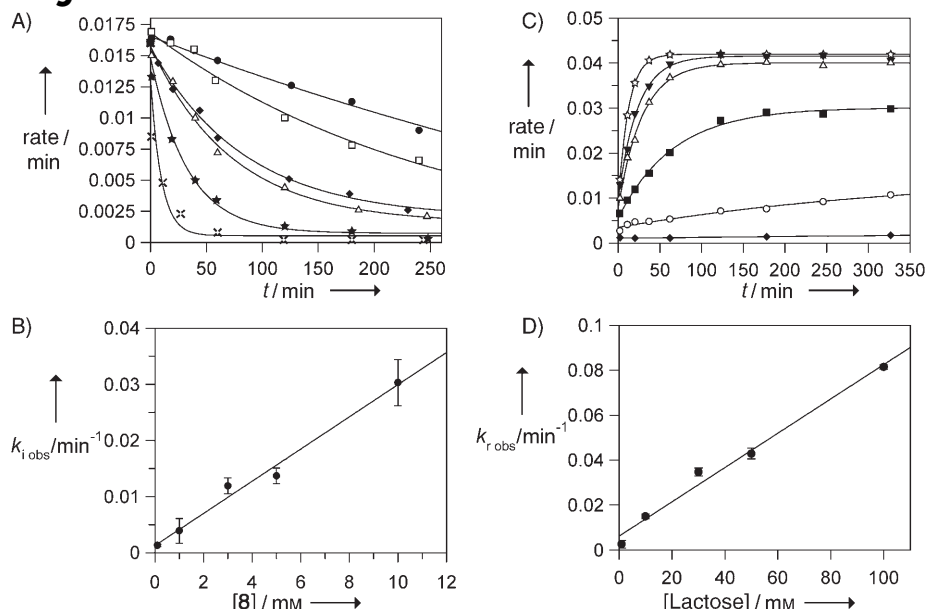 A)
0.0175
0.015
0.0125
0.01
0.0075
0.005
0.0025
0
rate /
min
0 50 100 150 200 250
t / min
C)
0.05
0.04
0.03
0.02
0.01
0
rate /
min
0 50 100 150 200 250 300 350
t / min
B)
0.04
0.03
0.02
0.01
0
k i obs /min-1
0 2 4 6 8 10 12
[8] / mM
D)
0.1
0.08
0.06
0.04
0.02
0
k r obs /min-1
0 20 40 60 80 100
[Lactose] / mM